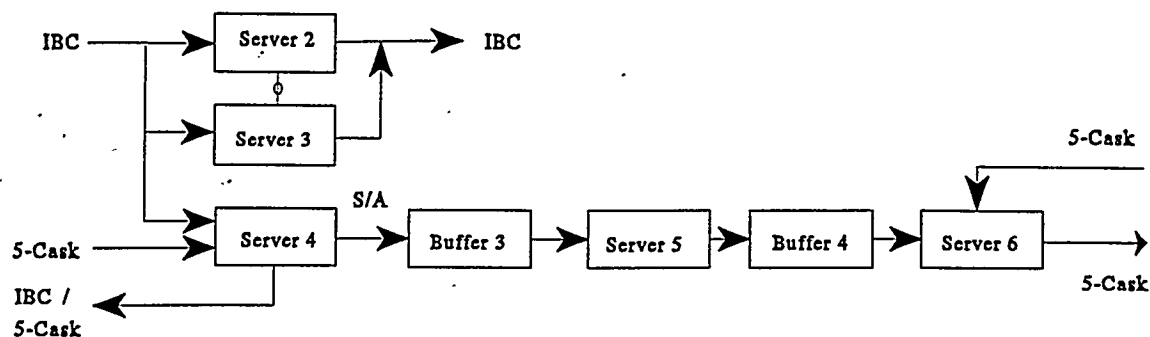 IBC
Server 2
IBC
Server 3
5-Cask
S/A
Server 4
Buffer 3
Server 5
Buffer 4
Server 6
5-Cask
5-Cask
IBC /
5-Cask